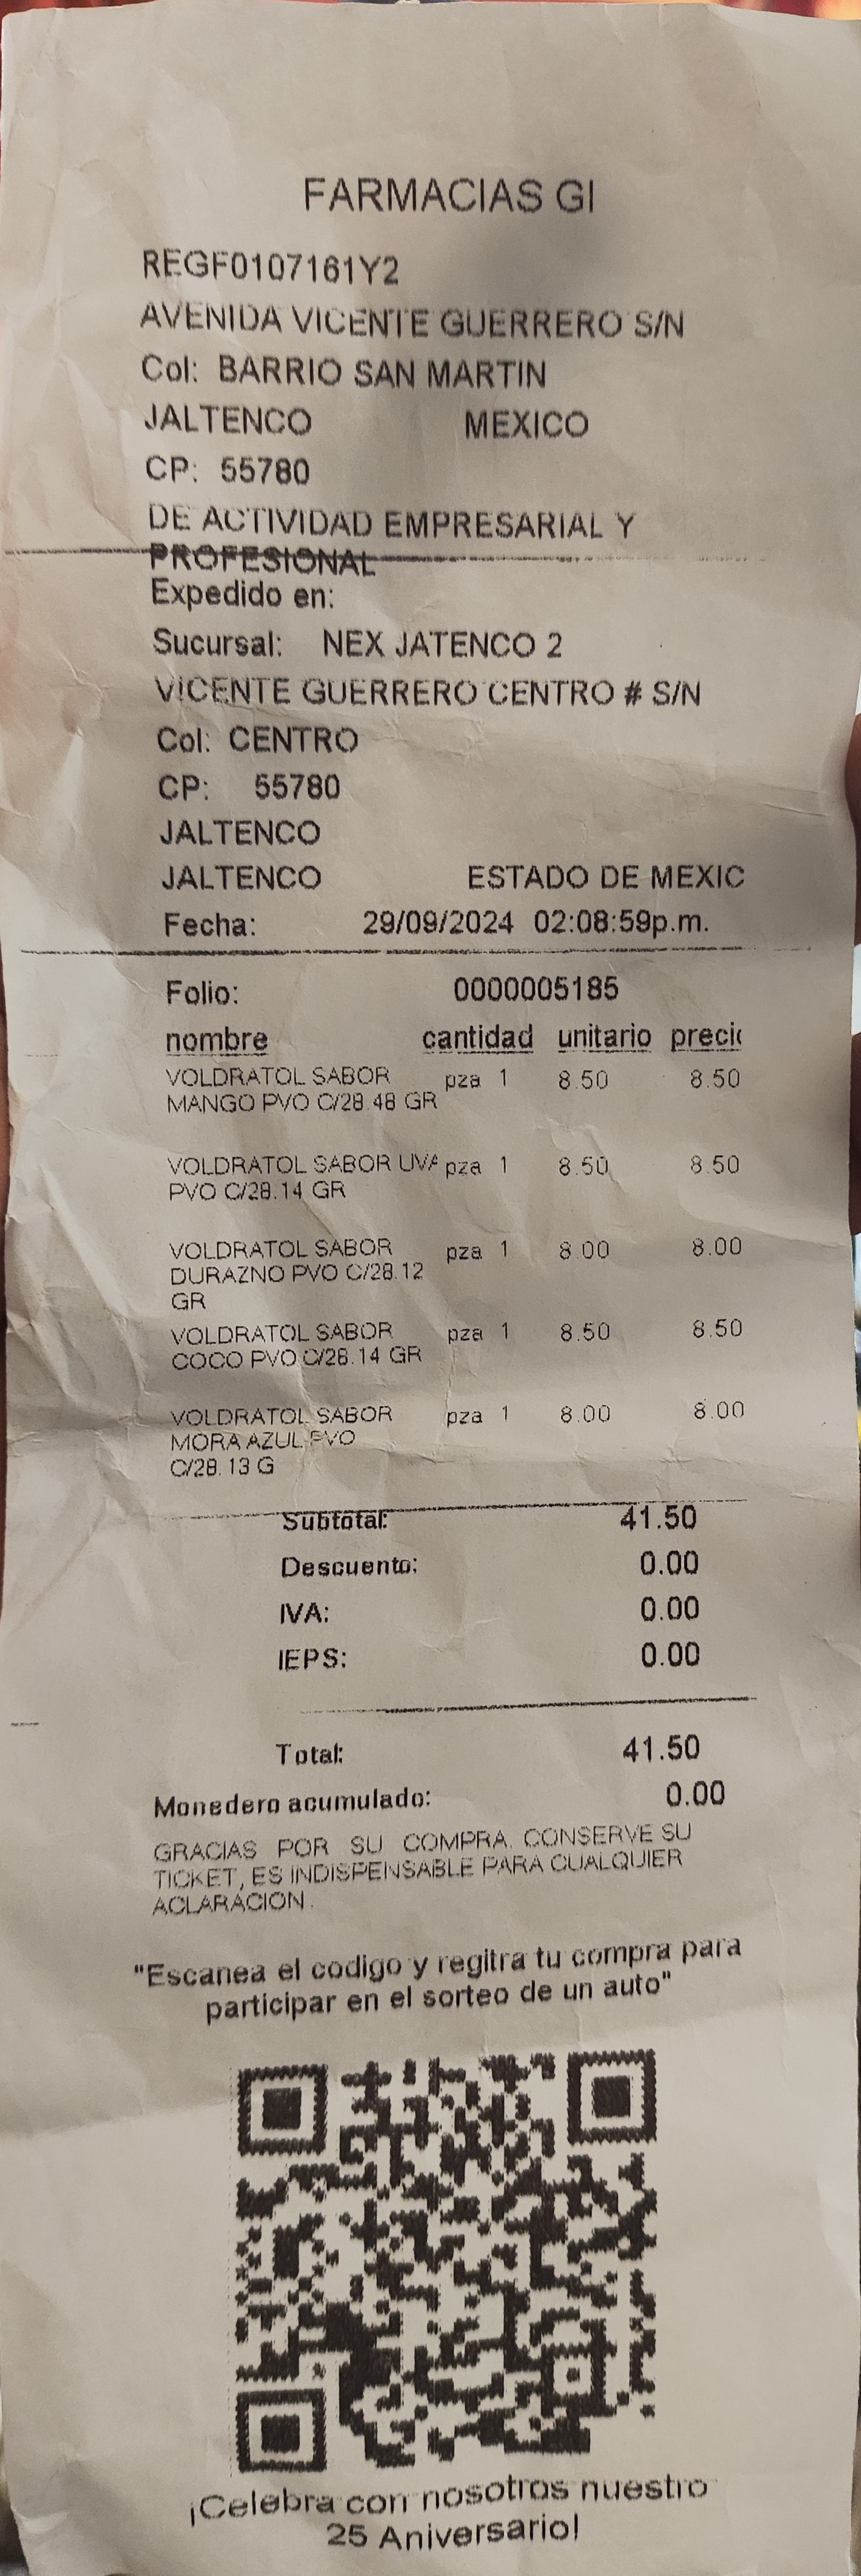 FARMACIAS GI
REGF0107161Y2
AVENIDA VICENTE GUERRERO S/N
Col: BARRIO SAN MARTIN
JALTENCO MEXICO
CP: 55780
DE ACTIVIDAD EMPRESARIAL Y
PROFESIONAL
Expedido en:
Sucursal: NEX JATENCO 2
VICENTE GUERRERO CENTRO # S/N
Col: CENTRO
CP: 55780
JALTENCO
JALTENCO ESTADO DE MEXIC
Fecha: 29/09/2024 02:08:59p.m.
Folio: 0000005185
nombre cantidad unitario precio
VOLDRATOL SABOR pza 1 8.50 8.50
MANGO PVO C/28.48 GR
VOLDRATOL SABOR UVA pza 1 8.50 8.50
PVO C/28.14 GR
VOLDRATOL SABOR pza 1 8.00 8.00
DURAZNO PVO C/28.12
GR
VOLDRATOL SABOR pza 1 8.50 8.50
COCO PVO C/28.14 GR
VOLDRATOL SABOR pza 1 8.00 8.00
MORA AZUL PVO
C/28.13 G
Subtotal: 41.50
Descuento: 0.00
IVA: 0.00
IEPS: 0.00
Total: 41.50
Monedero acumulado: 0.00
GRACIAS POR SU COMPRA. CONSERVE SU
TICKET, ES INDISPENSABLE PARA CUALQUIER
ACLARACION.
"Escanea el codigo y regitra tu compra para
participar en el sorteo de un auto"
¡Celebra con nosotros nuestro
25 Aniversario!